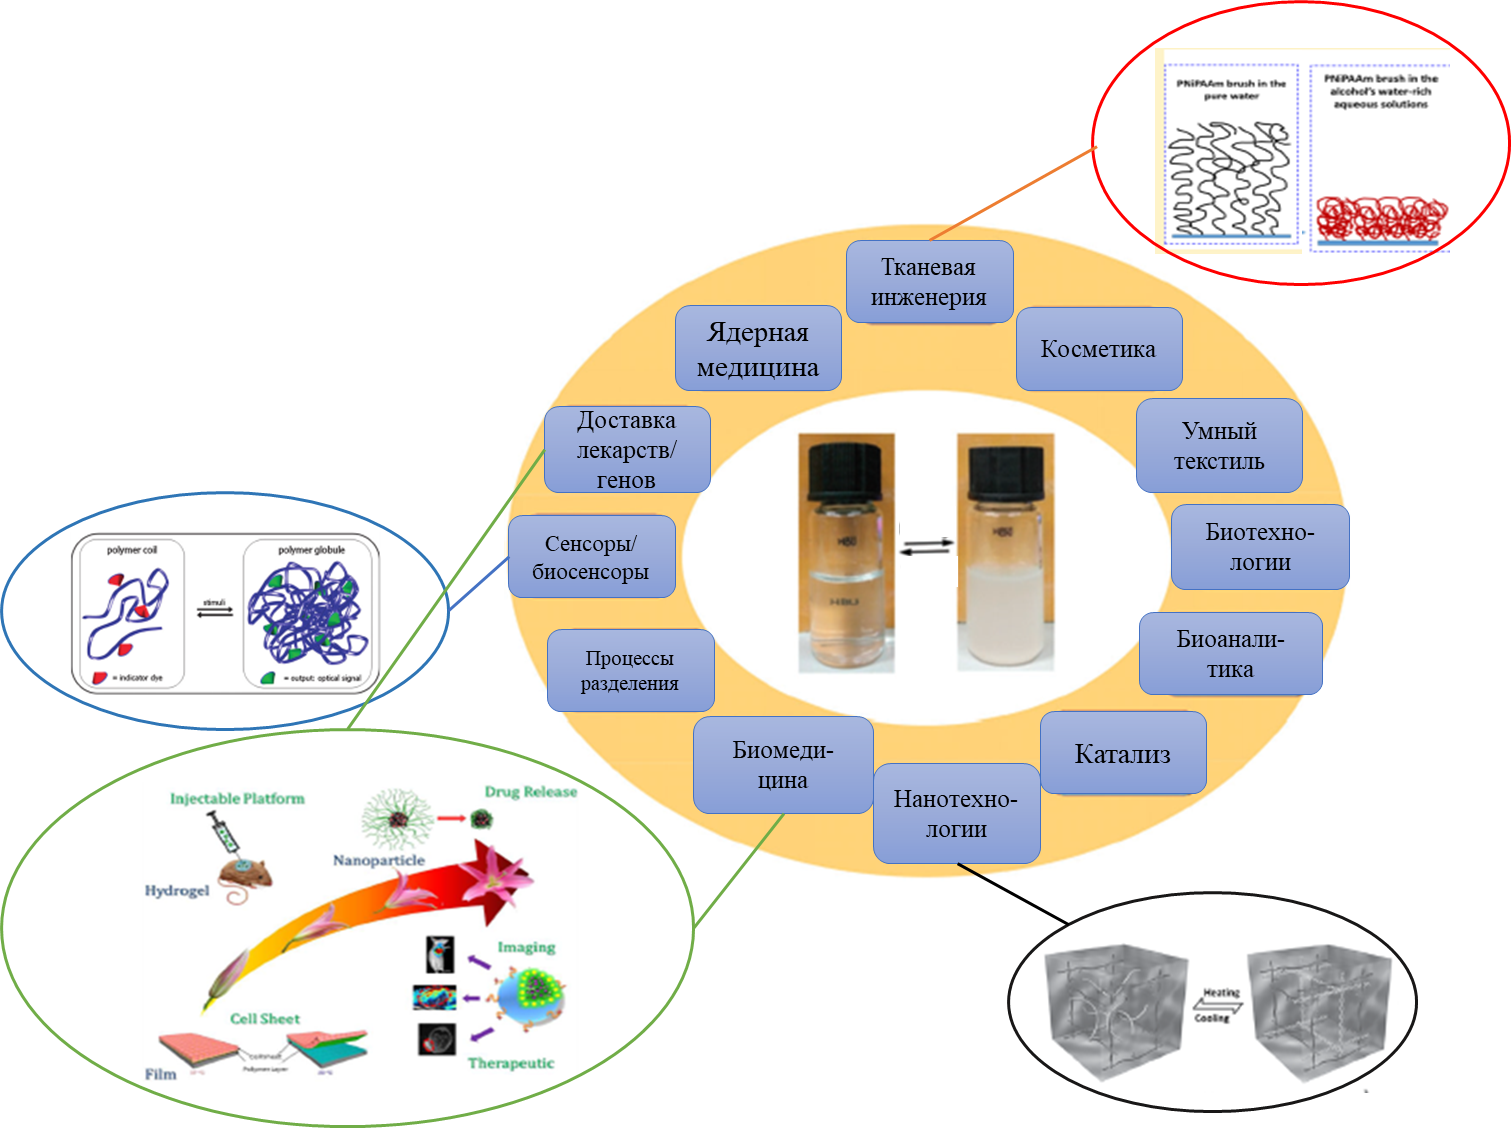 PNiPAAm brush in the
pure water
PNiPAAm brush in the
alcohol's water-rich
aqueous solutions
Тканевая
инженерия
Ядерная
медицина
Косметика
Доставка
лекарств/
генов
Умный
текстиль
Сенсоры/
биосенсоры
Биотехно-
логии
Процессы
разделения
Биоанали-
тика
Биомеди-
цина
Нанотехно-
логии
Катализ
polymer coil
polymer globule
stimuli
= indicator dye
= output: optical signal
Injectable Platform
Drug Release
Nanoparticle
Hydrogel
Imaging
Cell Sheet
Polymer Layer
Film
Therapeutic
Heating
Cooling